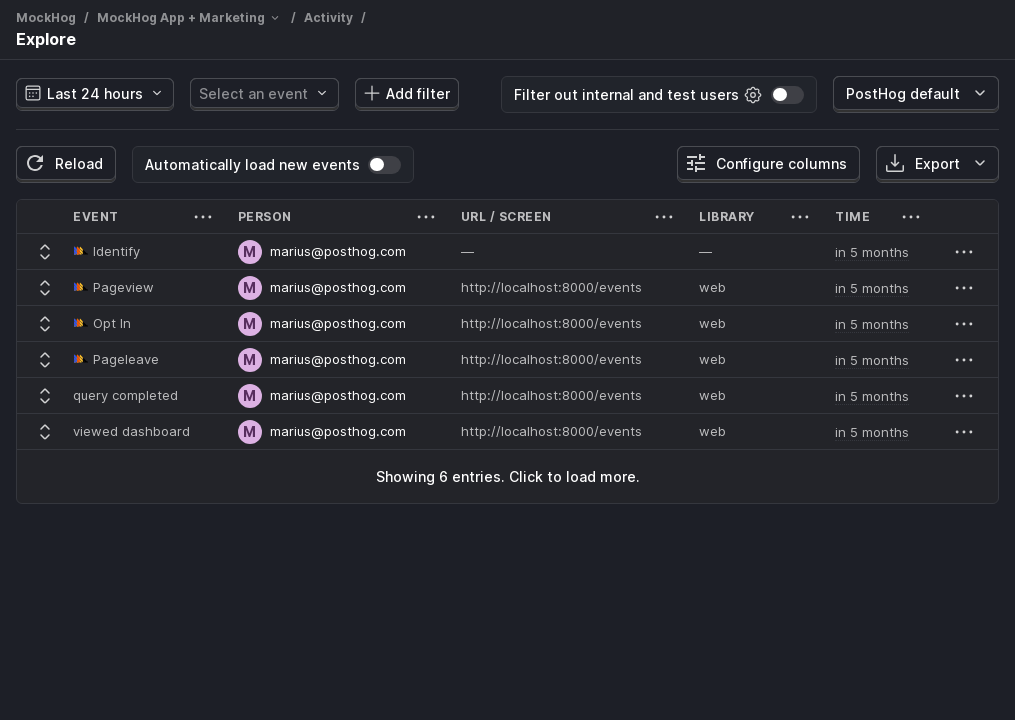 MockHog / MockHog App + Marketing / Activity /
Explore
Last 24 hours Select an event Add filter Filter out internal and test users PostHog default
Reload Automatically load new events Configure columns Export
EVENT PERSON URL / SCREEN LIBRARY TIME
Identify M marius@posthog.com — — in 5 months
Pageview M marius@posthog.com http://localhost:8000/events web in 5 months
Opt In M marius@posthog.com http://localhost:8000/events web in 5 months
Pageleave M marius@posthog.com http://localhost:8000/events web in 5 months
query completed M marius@posthog.com http://localhost:8000/events web in 5 months
viewed dashboard M marius@posthog.com http://localhost:8000/events web in 5 months
Showing 6 entries. Click to load more.